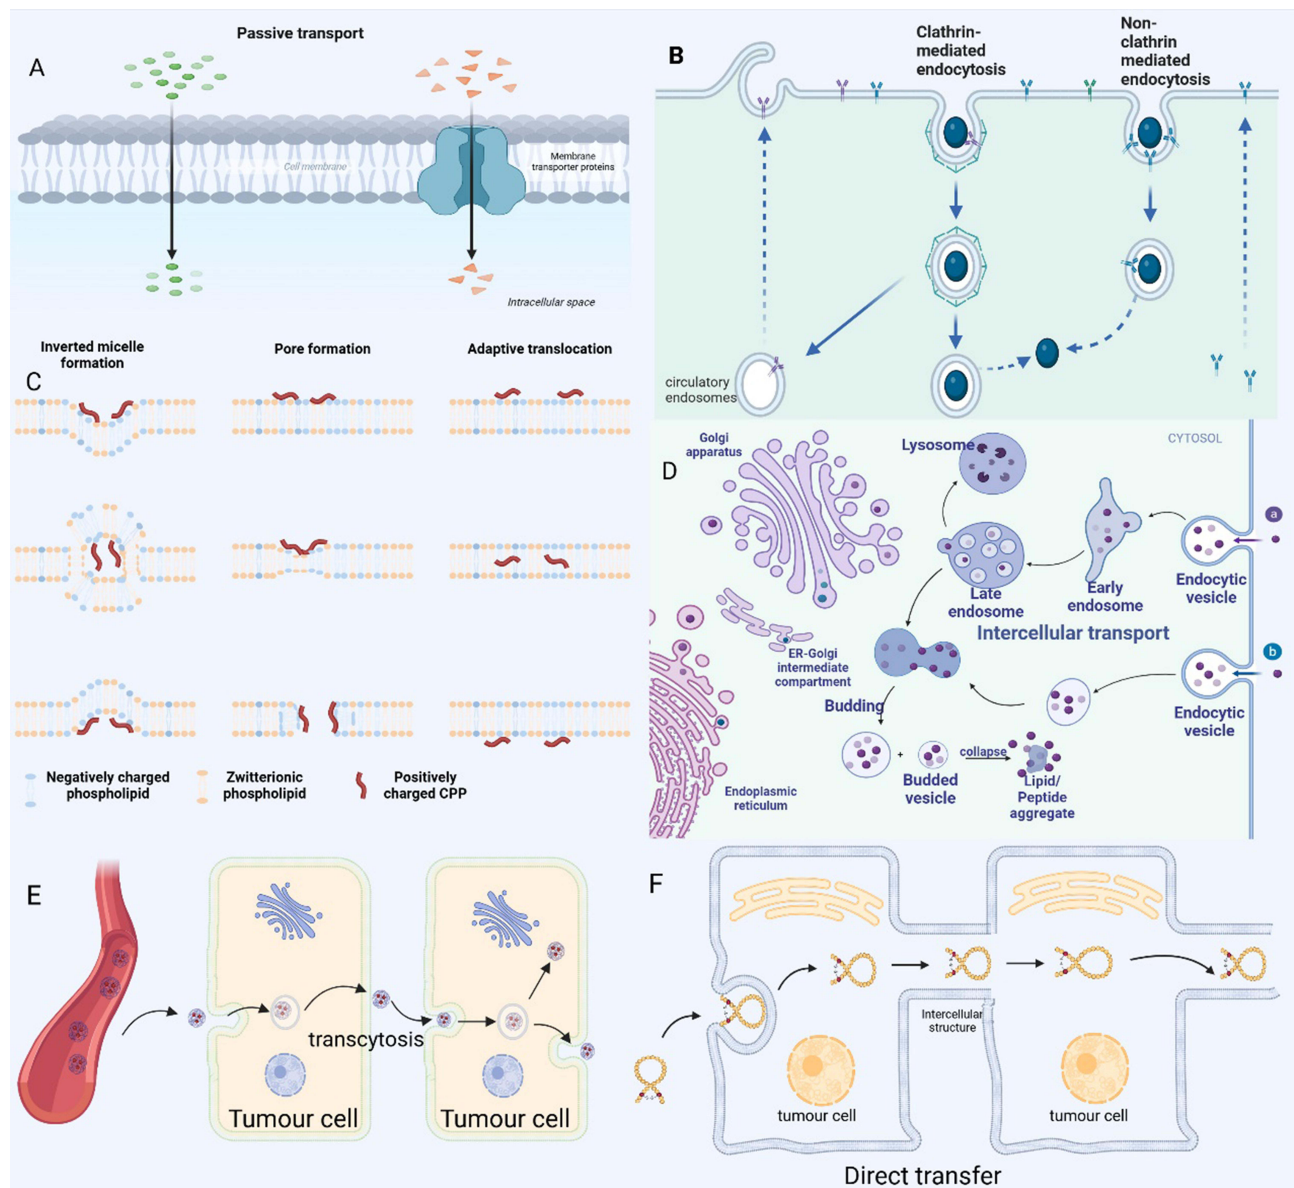 A
Passive transport
Cell membrane
Membrane
transporter proteins
Intracellular space
B
Clathrin-
mediated
endocytosis
Non-
clathrin
mediated
endocytosis
circulatory
endosomes
C
Inverted micelle
formation
Pore formation
Adaptive translocation
Negatively charged
phospholipid
Zwitterionic
phospholipid
Positively
charged CPP
D
Golgi
apparatus
Lysosome
CYTOSOL
a
Endocytic
vesicle
Early
endosome
Late
endosome
Intercellular transport
ER-Golgi
intermediate
compartment
b
Endocytic
vesicle
Budding
+
Budded
vesicle
collapse
Lipid/
Peptide
aggregate
Endoplasmic
reticulum
E
transcytosis
Tumour cell
Tumour cell
F
Intercellular
structure
tumour cell
tumour cell
Direct transfer